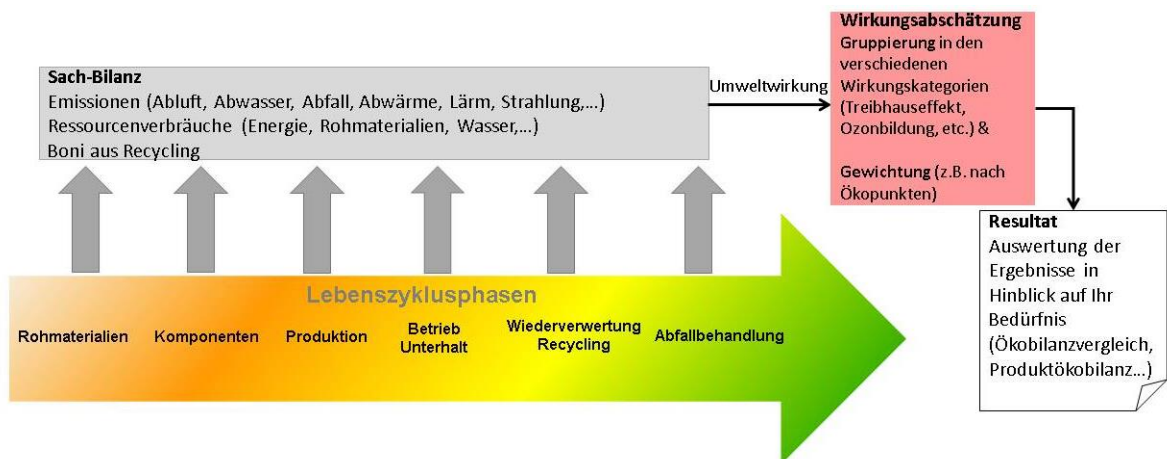 Sach-Bilanz
Emissionen (Abluft, Abwasser, Abfall, Abwärme, Lärm, Strahlung,...)
Ressourcenverbräuche (Energie, Rohmaterialien, Wasser,...)
Boni aus Recycling
Umweltwirkung
Wirkungsabschätzung
Gruppierung in den
verschiedenen
Wirkungskategorien
(Treibhauseffekt,
Ozonbildung, etc.) &
Gewichtung (z.B. nach
Ökopunkten)
Resultat
Auswertung der
Ergebnisse in
Hinblick auf Ihr
Bedürfnis
(Ökobilanzvergleich,
Produktökobilanz...)
Lebenszyklusphasen
Rohmaterialien
Komponenten
Produktion
Betrieb
Unterhalt
Wiederverwertung
Recycling
Abfallbehandlung